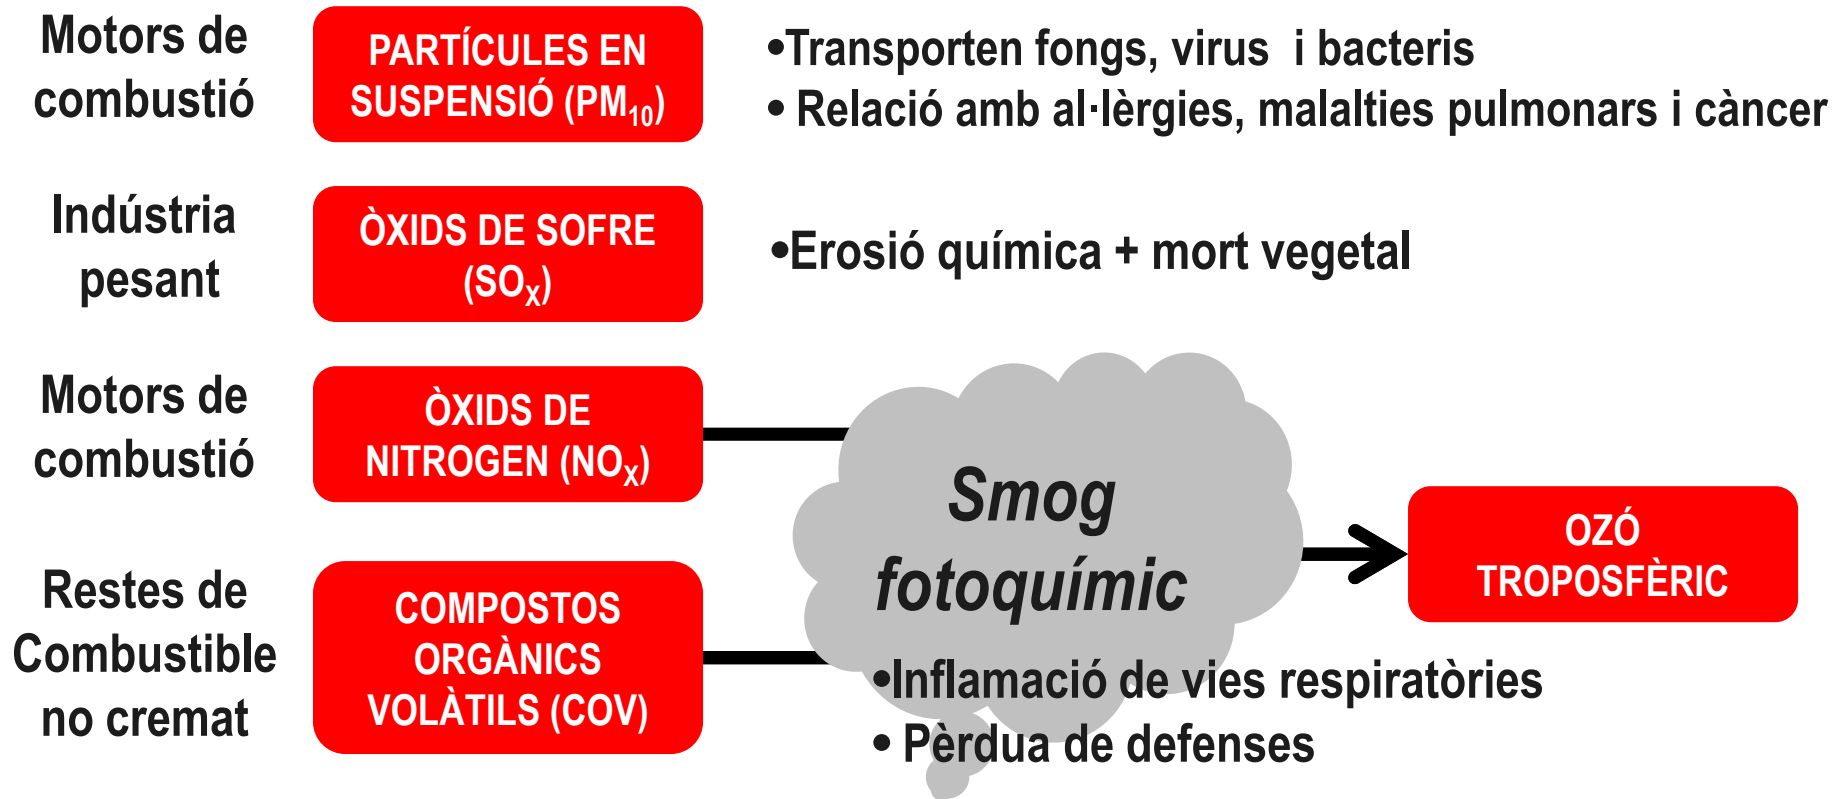 Motors de
combustió
PARTÍCULES EN
SUSPENSIÓ (PM10)
•Transporten fongs, virus i bacteris
• Relació amb al·lèrgies, malalties pulmonars i càncer
Indústria
pesant
ÒXIDS DE SOFRE
(SOX)
•Erosió química + mort vegetal
Motors de
combustió
ÒXIDS DE
NITROGEN (NOX)
Smog
fotoquímic
OZÓ
TROPOSFÈRIC
Restes de
Combustible
no cremat
COMPOSTOS
ORGÀNICS
VOLÀTILS (COV)
•Inflamació de vies respiratòries
• Pèrdua de defenses